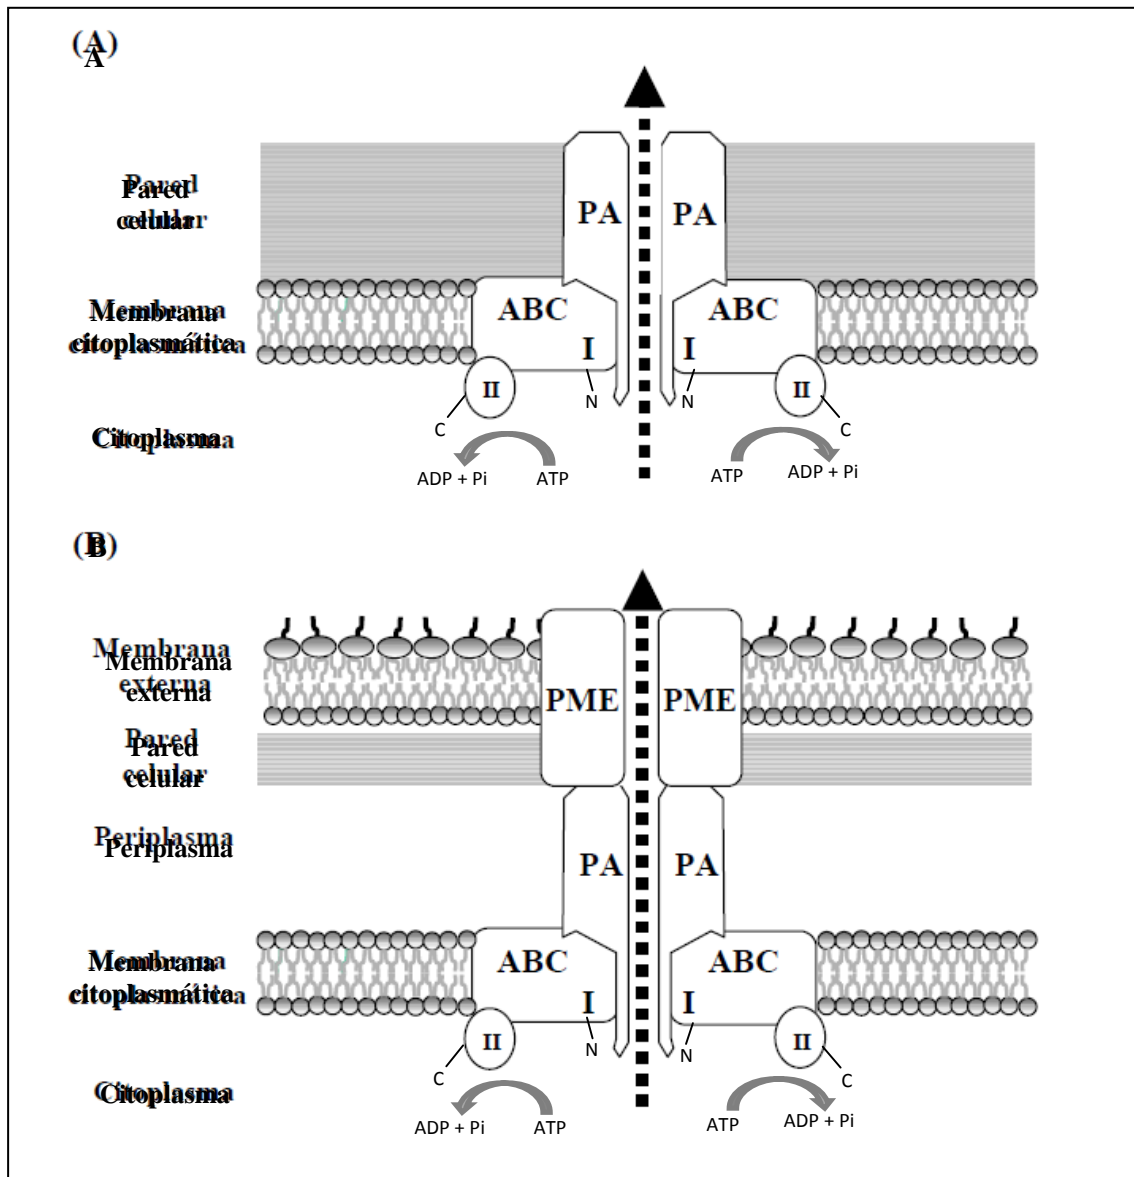 (A)
A
Pared
celular
PA PA
Membrana
citoplasmática
ABC ABC
I I
II II
N N
C C
Citoplasma
ADP + Pi ATP ATP ADP + Pi
(B)
B
Membrana
externa
PME PME
Pared
celular
Periplasma
PA PA
Membrana
citoplasmática
ABC ABC
I I
II II
N N
C C
Citoplasma
ADP + Pi ATP ATP ADP + Pi